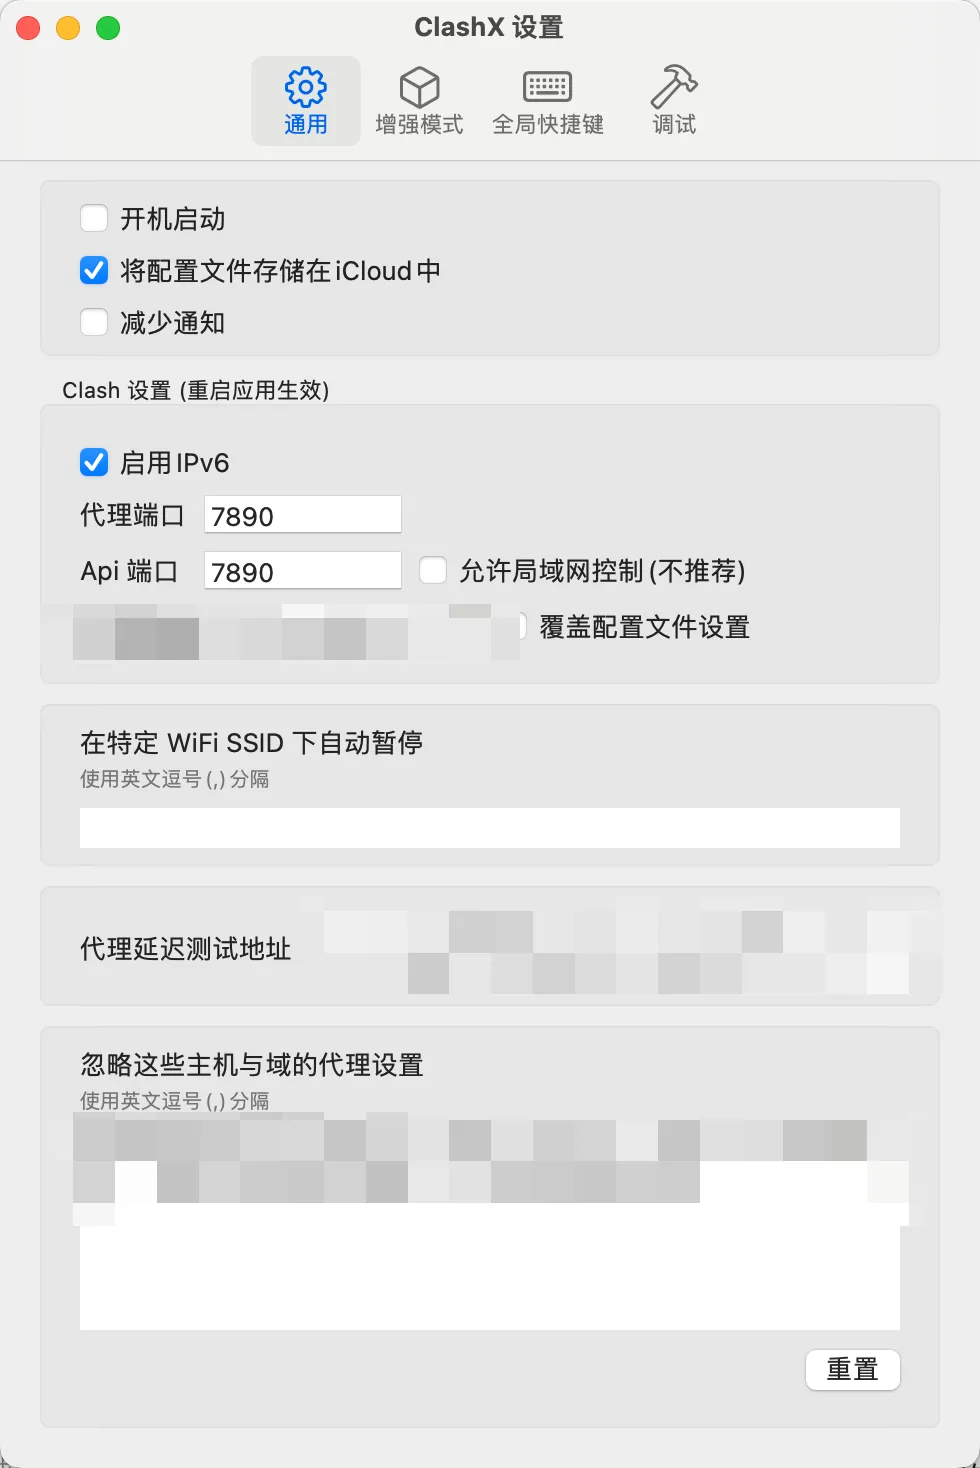 ClashX 设置
通用 增强模式 全局快捷键 调试
开机启动
将配置文件存储在iCloud中
减少通知
Clash 设置 (重启应用生效)
启用IPv6
代理端口 7890
Api 端口 7890 允许局域网控制(不推荐)
覆盖配置文件设置
在特定 WiFi SSID 下自动暂停
使用英文逗号(,)分隔
代理延迟测试地址
忽略这些主机与域的代理设置
使用英文逗号(,)分隔
重置